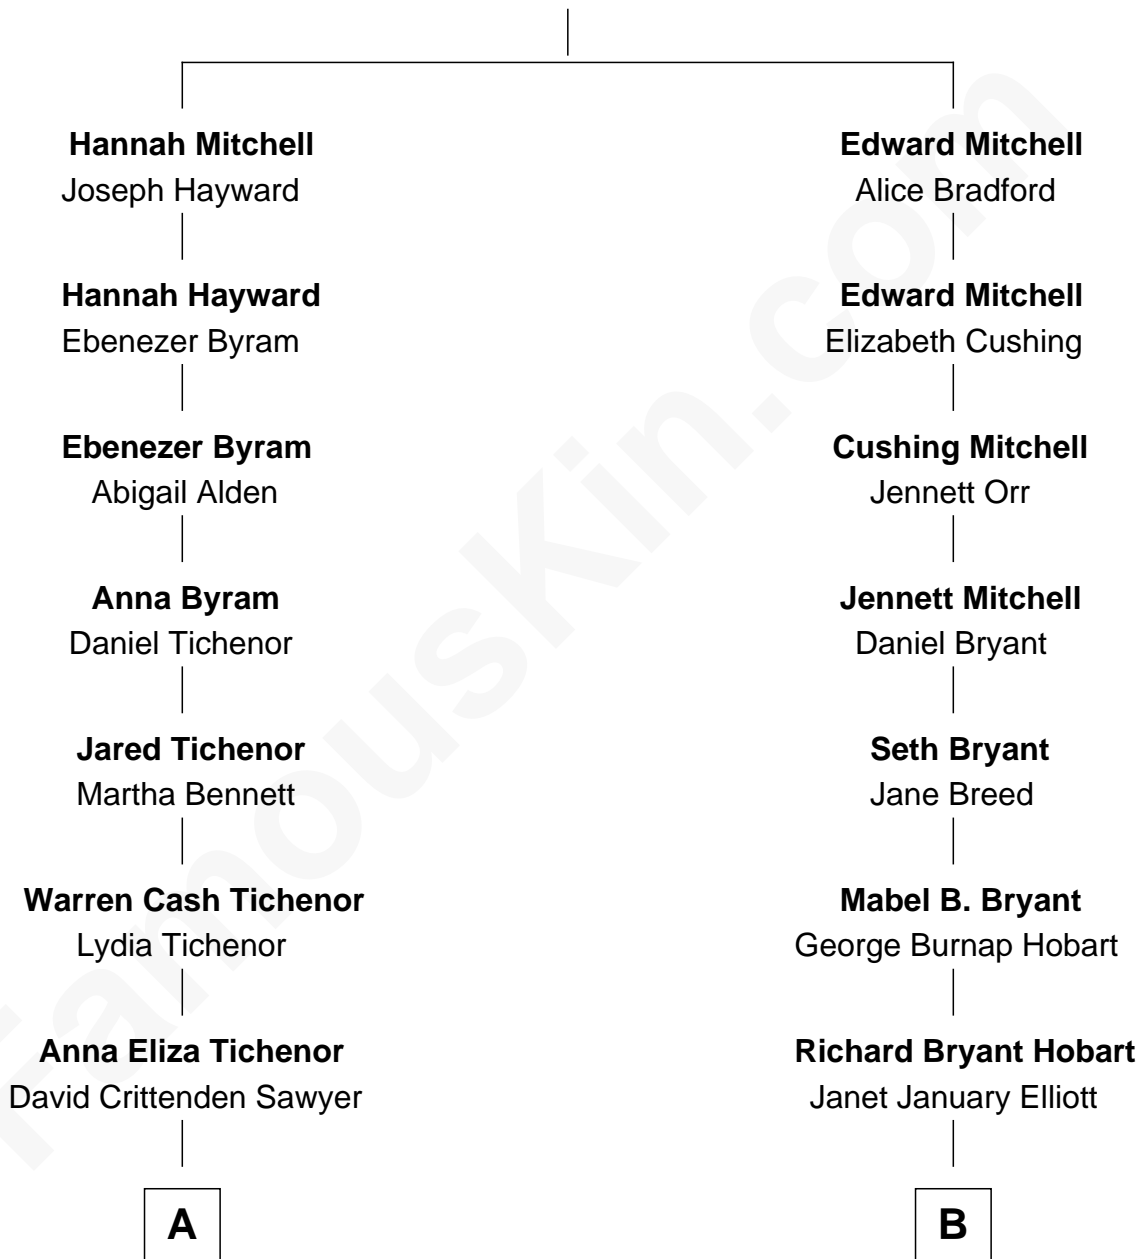 Hannah Mitchell
Joseph Hayward
Hannah Hayward
Ebenezer Byram
Ebenezer Byram
Abigail Alden
Anna Byram
Daniel Tichenor
Jared Tichenor
Martha Bennett
Warren Cash Tichenor
Lydia Tichenor
Anna Eliza Tichenor
David Crittenden Sawyer
A
Edward Mitchell
Alice Bradford
Edward Mitchell
Elizabeth Cushing
Cushing Mitchell
Jennett Orr
Jennett Mitchell
Daniel Bryant
Seth Bryant
Jane Breed
Mabel B. Bryant
George Burnap Hobart
Richard Bryant Hobart
Janet January Elliott
B
FamousKin.com